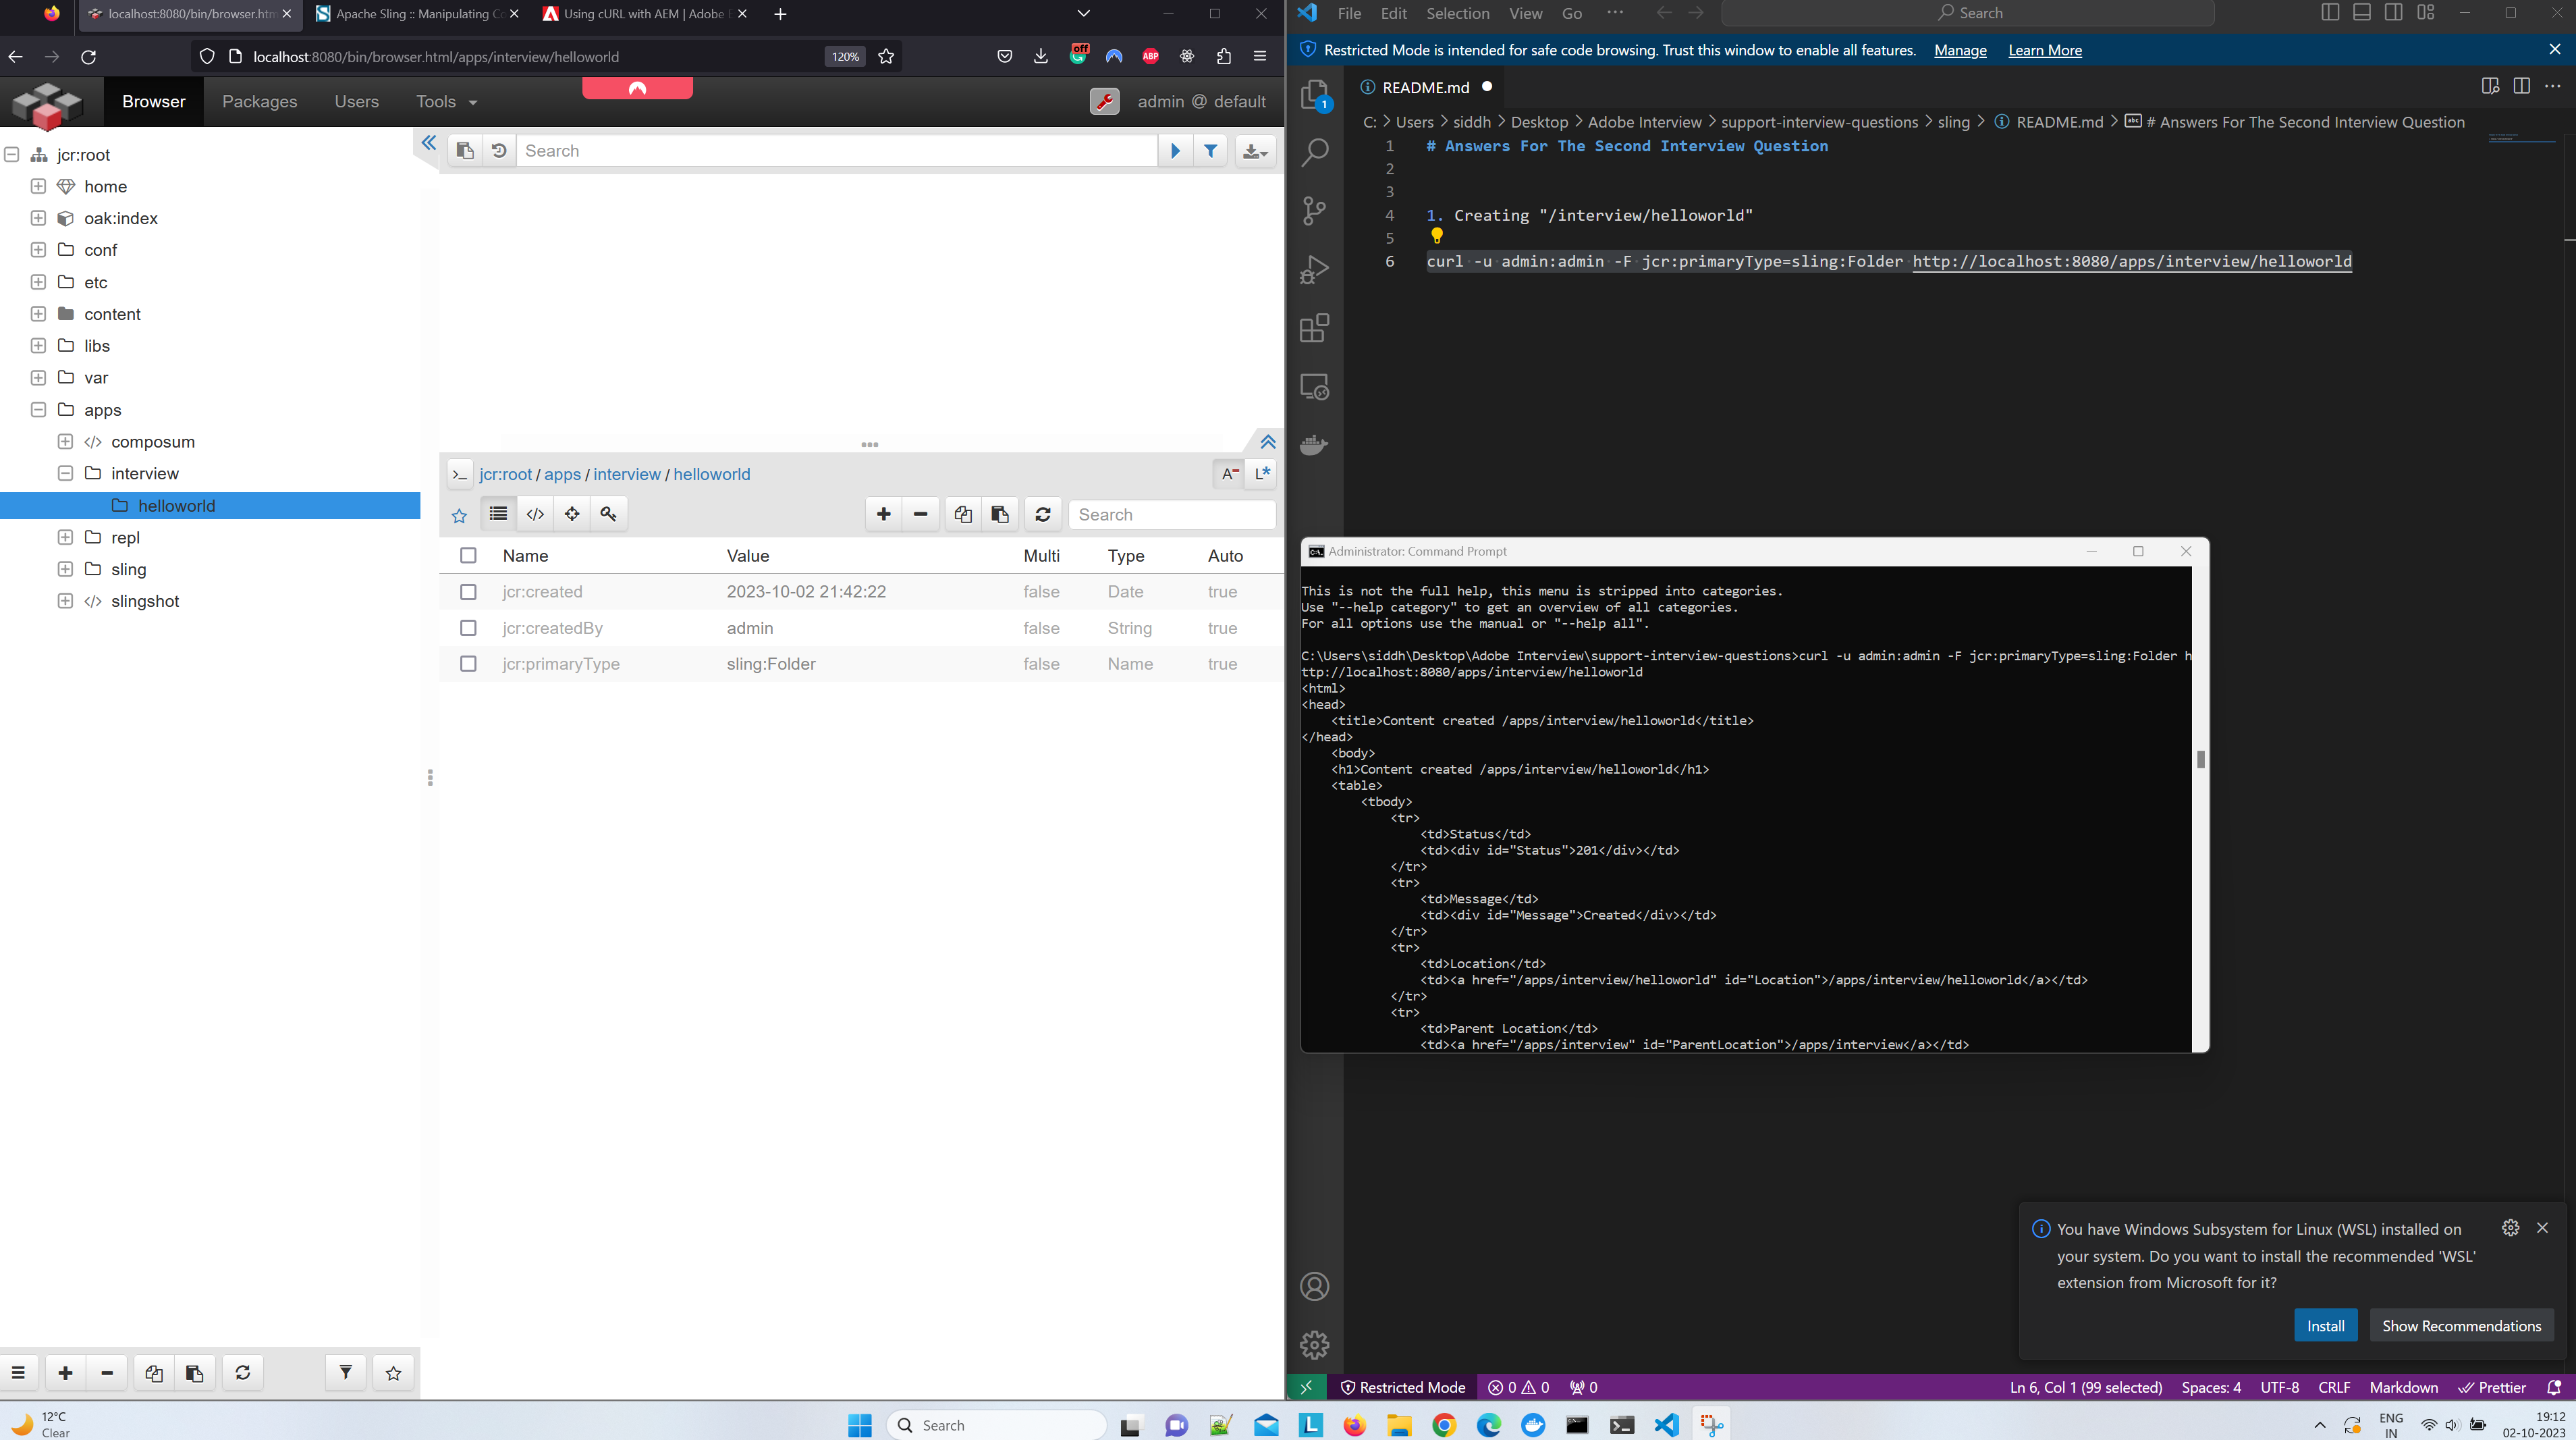 localhost:8080/bin/browser.htm
Apache Sling :: Manipulating Co
Using cURL with AEM | Adobe E
localhost:8080/bin/browser.html/apps/interview/helloworld
120%
off
ABP
Browser
Packages
Users
Tools
admin @ default
jcr:root
home
oak:index
conf
etc
content
libs
var
apps
composum
interview
helloworld
repl
sling
slingshot
Search
jcr:root / apps / interview / helloworld
A
L*
Search
Name Value Multi Type Auto
jcr:created 2023-10-02 21:42:22 false Date true
jcr:createdBy admin false String true
jcr:primaryType sling:Folder false Name true
File Edit Selection View Go ···
Search
Restricted Mode is intended for safe code browsing. Trust this window to enable all features. Manage Learn More
1
README.md
C: > Users > siddh > Desktop > Adobe Interview > support-interview-questions > sling > README.md > # Answers For The Second Interview Question
1 # Answers For The Second Interview Question
2
3
4 1. Creating "/interview/helloworld"
5
6 curl -u admin:admin -F jcr:primaryType=sling:Folder http://localhost:8080/apps/interview/helloworld
Administrator: Command Prompt
This is not the full help, this menu is stripped into categories.
Use "--help category" to get an overview of all categories.
For all options use the manual or "--help all".
C:\Users\siddh\Desktop\Adobe Interview\support-interview-questions>curl -u admin:admin -F jcr:primaryType=sling:Folder h
ttp://localhost:8080/apps/interview/helloworld
<html>
<head>
<title>Content created /apps/interview/helloworld</title>
</head>
<body>
<h1>Content created /apps/interview/helloworld</h1>
<table>
<tbody>
<tr>
<td>Status</td>
<td><div id="Status">201</div></td>
</tr>
<tr>
<td>Message</td>
<td><div id="Message">Created</div></td>
</tr>
<tr>
<td>Location</td>
<td><a href="/apps/interview/helloworld" id="Location">/apps/interview/helloworld</a></td>
</tr>
<tr>
<td>Parent Location</td>
<td><a href="/apps/interview" id="ParentLocation">/apps/interview</a></td>
You have Windows Subsystem for Linux (WSL) installed on
your system. Do you want to install the recommended 'WSL'
extension from Microsoft for it?
Install
Show Recommendations
Restricted Mode 0 0 0
Ln 6, Col 1 (99 selected) Spaces: 4 UTF-8 CRLF Markdown Prettier
12°C
Clear
Search
ENG
IN
19:12
02-10-2023